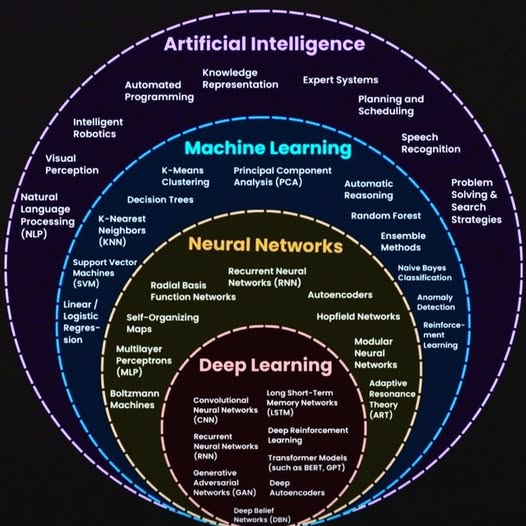 Artificial Intelligence
Knowledge
Representation
Expert Systems
Automated
Programming
Planning and
Scheduling
Intelligent
Robotics
Speech
Recognition
Visual
Perception
Problem
Solving &
Search
Strategies
Natural
Language
Processing
(NLP)
Machine Learning
K-Means
Clustering
Principal Component
Analysis (PCA)
Automatic
Reasoning
Decision Trees
Random Forest
K-Nearest
Neighbors
(KNN)
Ensemble
Methods
Support Vector
Machines
(SVM)
Naive Bayes
Classification
Anomaly
Detection
Linear /
Logistic
Regres-
sion
Reinforce-
ment
Learning
Neural Networks
Recurrent Neural
Networks (RNN)
Radial Basis
Function Networks
Autoencoders
Self-Organizing
Maps
Hopfield Networks
Multilayer
Perceptrons
(MLP)
Modular
Neural
Networks
Boltzmann
Machines
Adaptive
Resonance
Theory
(ART)
Deep Learning
Convolutional
Neural Networks
(CNN)
Long Short-Term
Memory Networks
(LSTM)
Recurrent
Neural Networks
(RNN)
Deep Reinforcement
Learning
Transformer Models
(such as BERT, GPT)
Generative
Adversarial
Networks (GAN)
Deep
Autoencoders
Deep Belief
Networks (DBN)